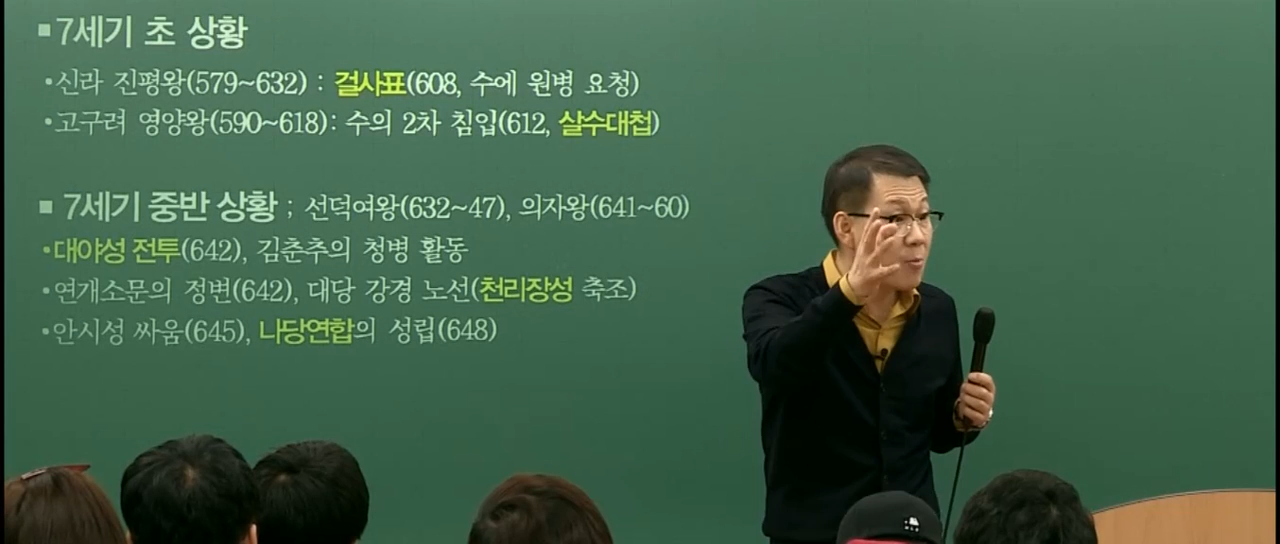 ▪7세기 초 상황
•신라 진평왕(579~632) : 걸사표(608, 수에 원병 요청)
•고구려 영양왕(590~618): 수의 2차 침입(612, 살수대첩)
▪ 7세기 중반 상황 ; 선덕여왕(632~47), 의자왕(641~60)
•대야성 전투(642), 김춘추의 청병 활동
•연개소문의 정변(642), 대당 강경 노선(천리장성 축조)
•안시성 싸움(645), 나당연합의 성립(648)